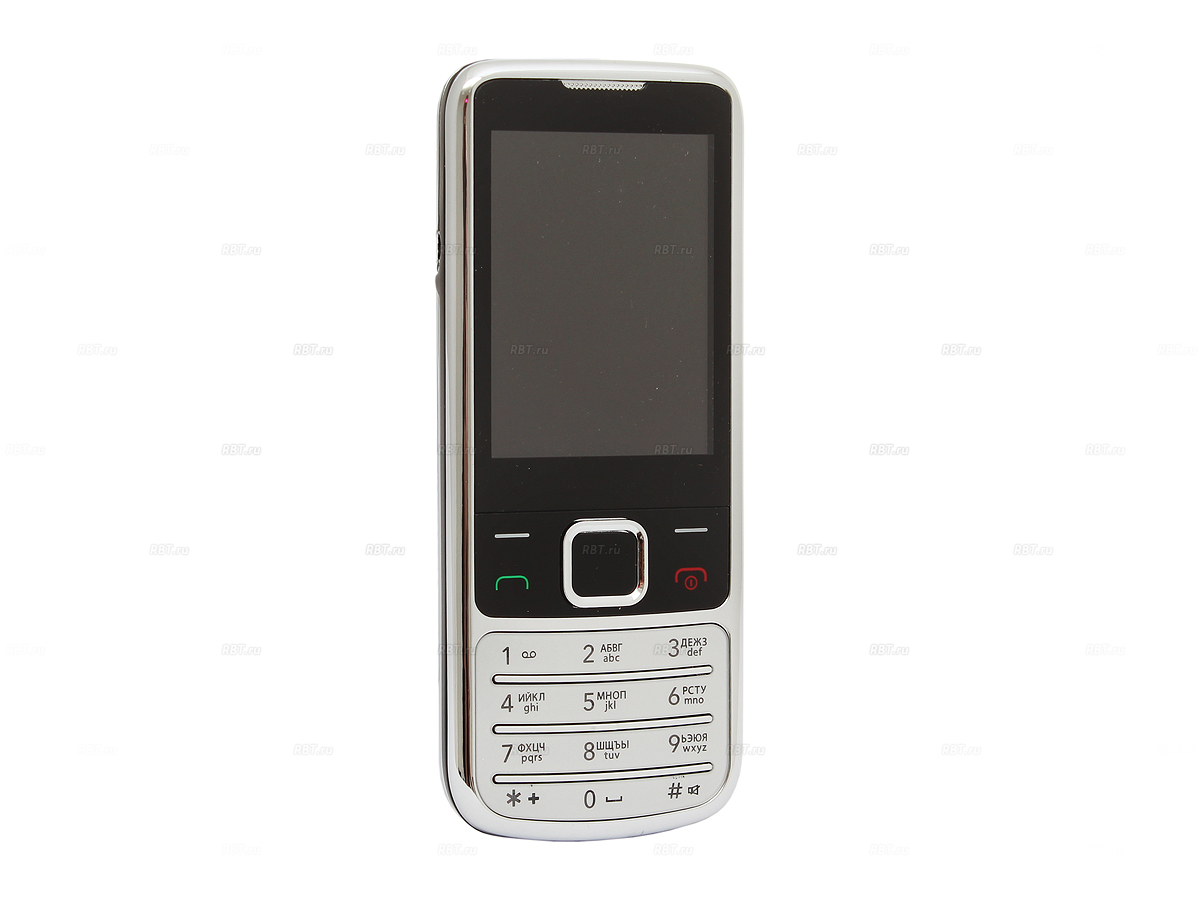 RBT.ru
1
2 АБВГ
abc
3 ДЕЖЗ
def
4 ИЙКЛ
ghi
5 МНОП
jkl
6 РСТУ
mno
7 ФХЦЧ
pqrs
8 ШЩЪЫ
tuv
9 ЬЭЮЯ
wxyz
* +
0
#